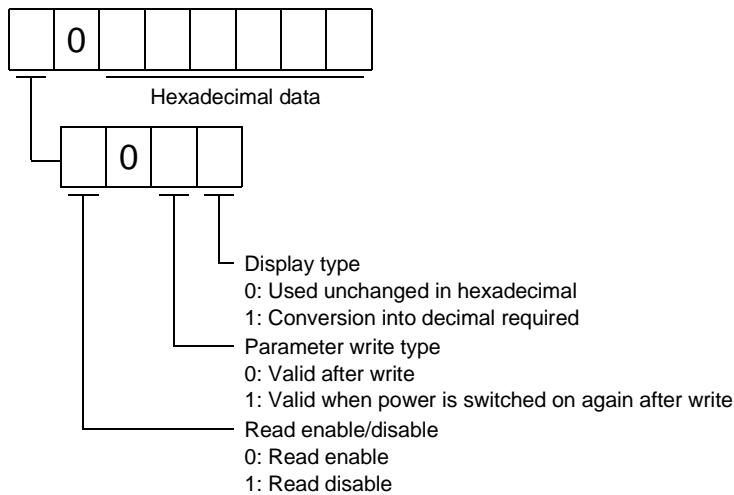 0
Hexadecimal data
0
Display type
0: Used unchanged in hexadecimal
1: Conversion into decimal required
Parameter write type
0: Valid after write
1: Valid when power is switched on again after write
Read enable/disable
0: Read enable
1: Read disable